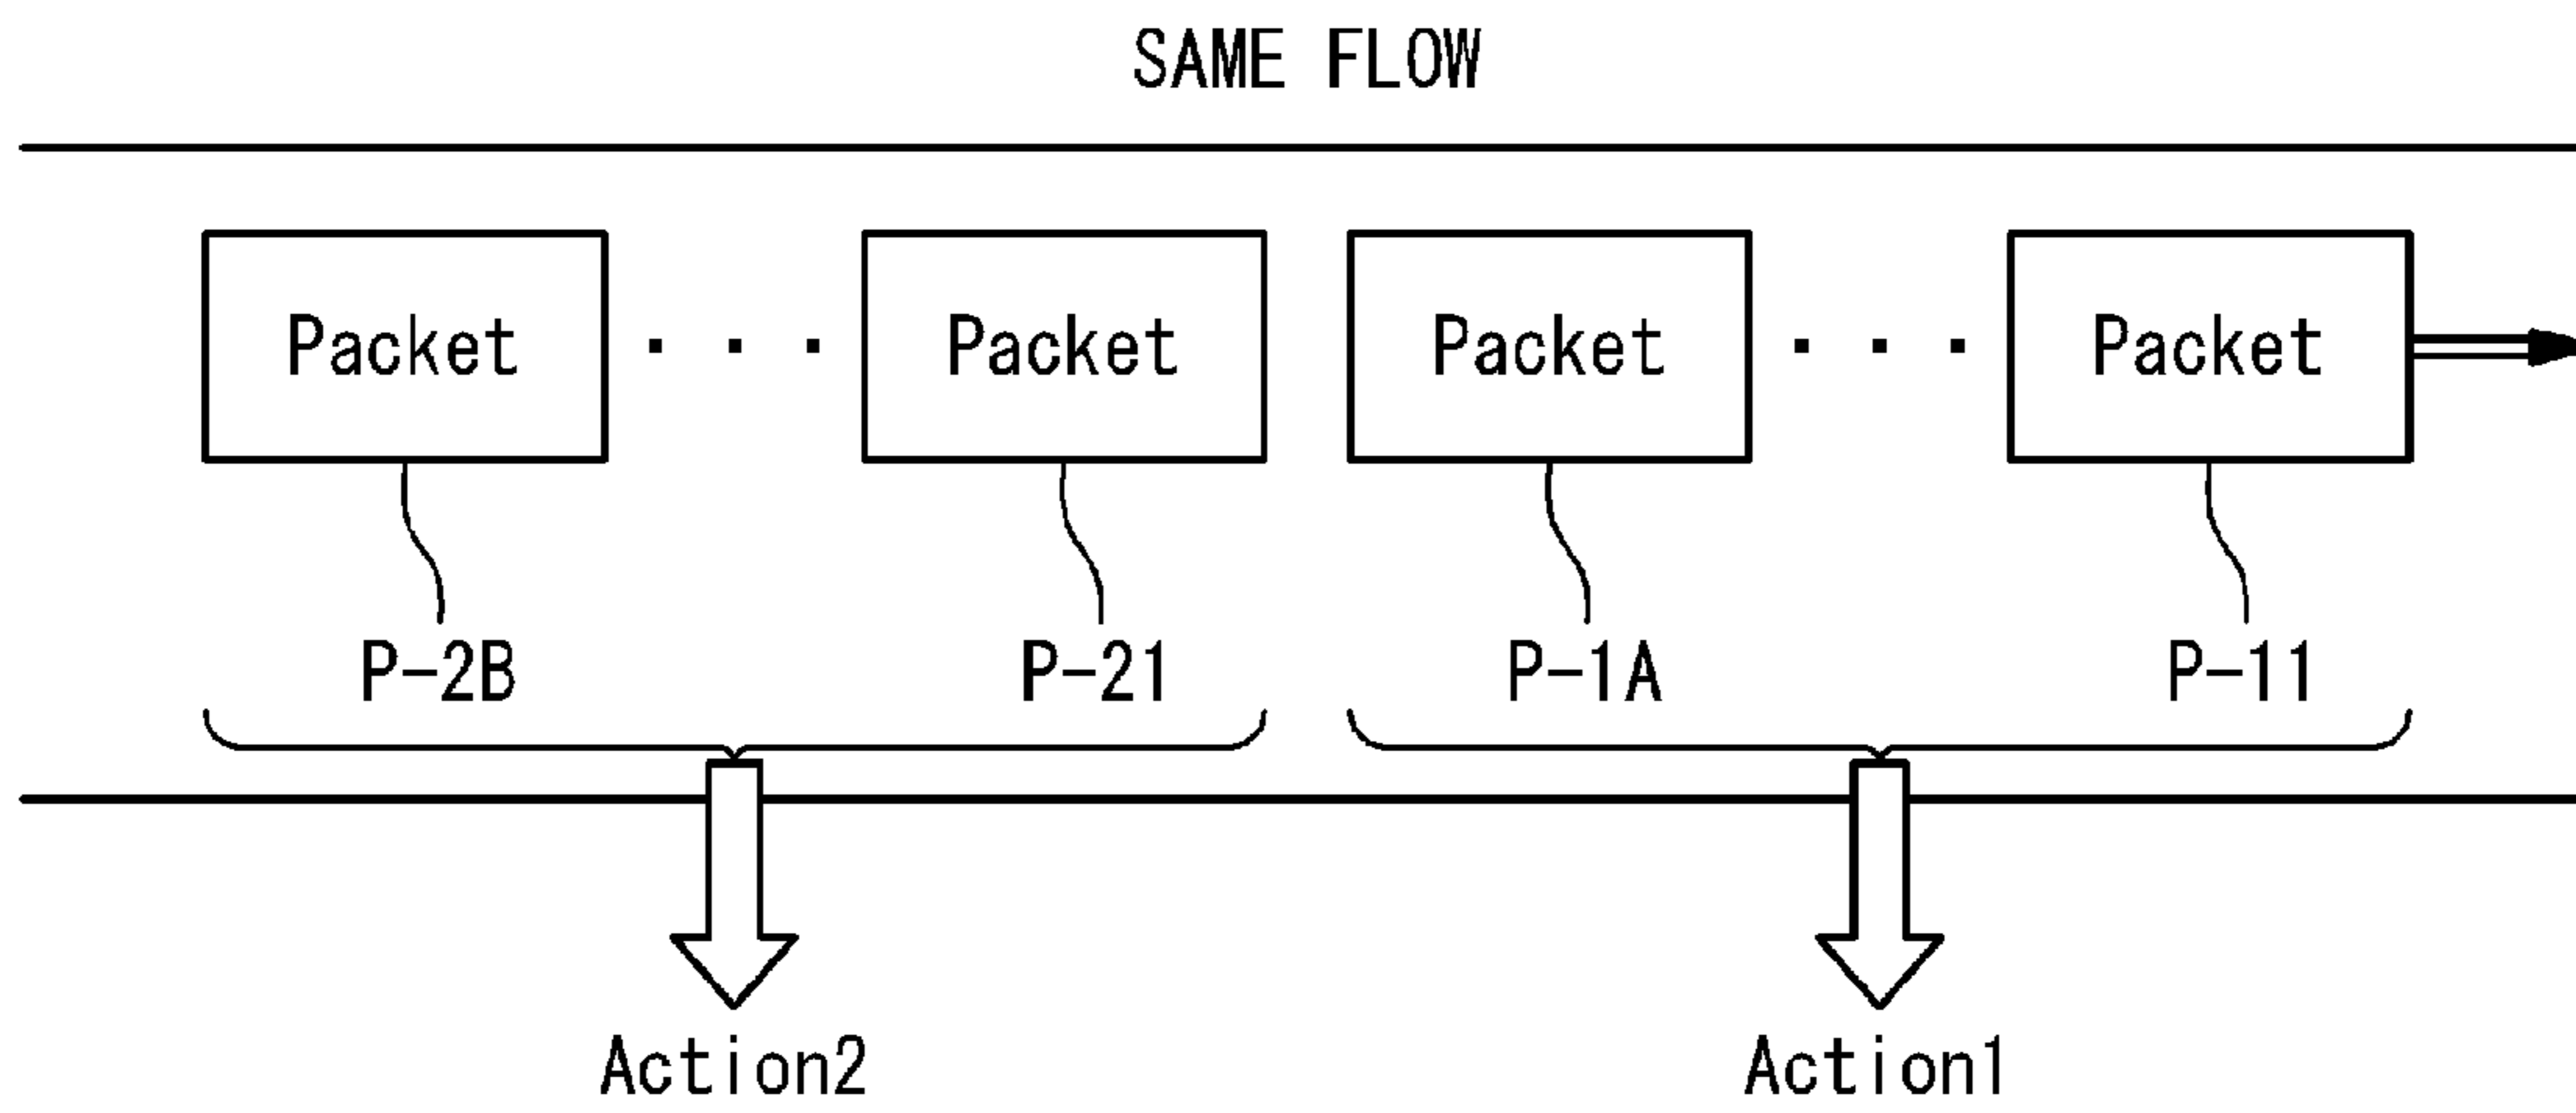 SAME FLOW
Packet . . . Packet Packet . . . Packet
P-2B P-21 P-1A P-11
Action2 Action1